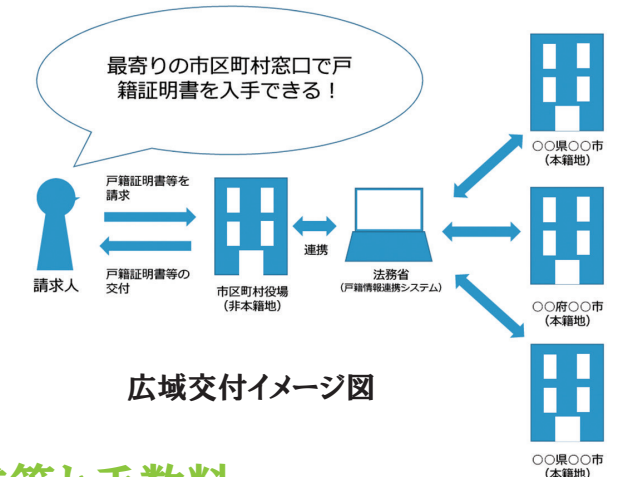 最寄りの市区町村窓口で戸
籍証明書を入手できる！
戸籍証明書等を
請求
戸籍証明書等の
交付
請求人
市区町村役場
（非本籍地）
連携
法務省
（戸籍情報連携システム）
○○県○○市
（本籍地）
○○府○○市
（本籍地）
○○県○○市
（本籍地）
広域交付イメージ図
と手数料